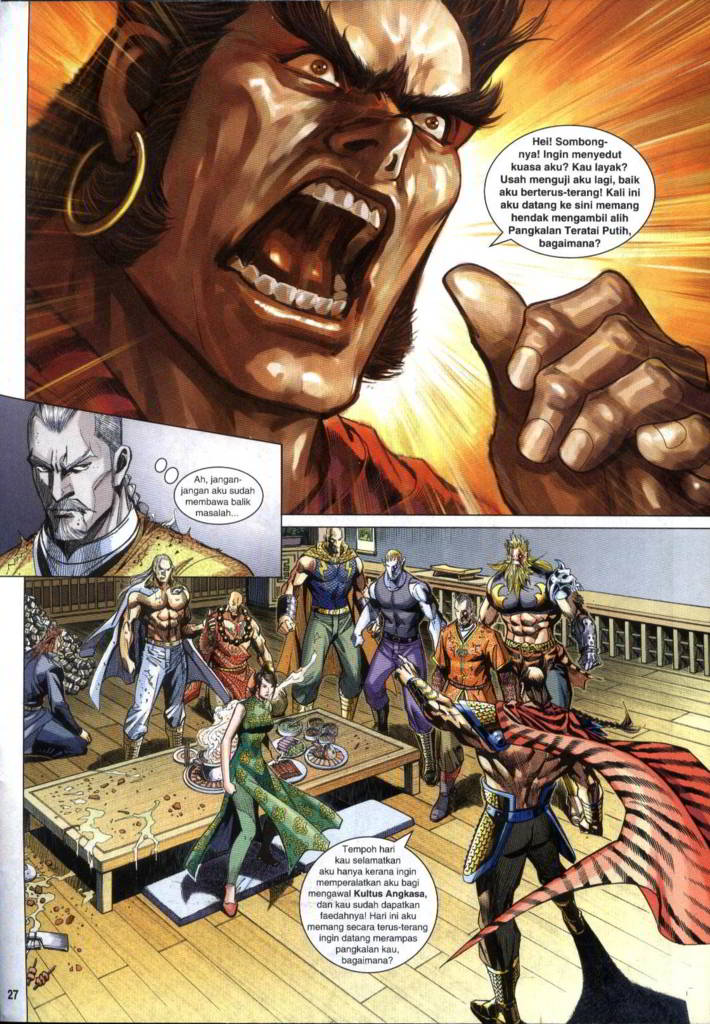 Hei! Sombong-
nya! Ingin menyedut
kuasa aku? Kau layak?
Usah menguji aku lagi, baik
aku berterus-terang! Kali ini
aku datang ke sini memang
hendak mengambil alih
Pangkalan Teratai Putih,
bagaimana?
Ah, jangan-
jangan aku sudah
membawa balik
masalah...
Tempoh hari
kau selamatkan
aku hanya kerana ingin
memperalatkan aku bagi
mengawal Kultus Angkasa,
dan kau sudah dapatkan
faedahnya! Hari ini aku
memang secara terus-terang
ingin datang merampas
pangkalan kau,
bagaimana?
27